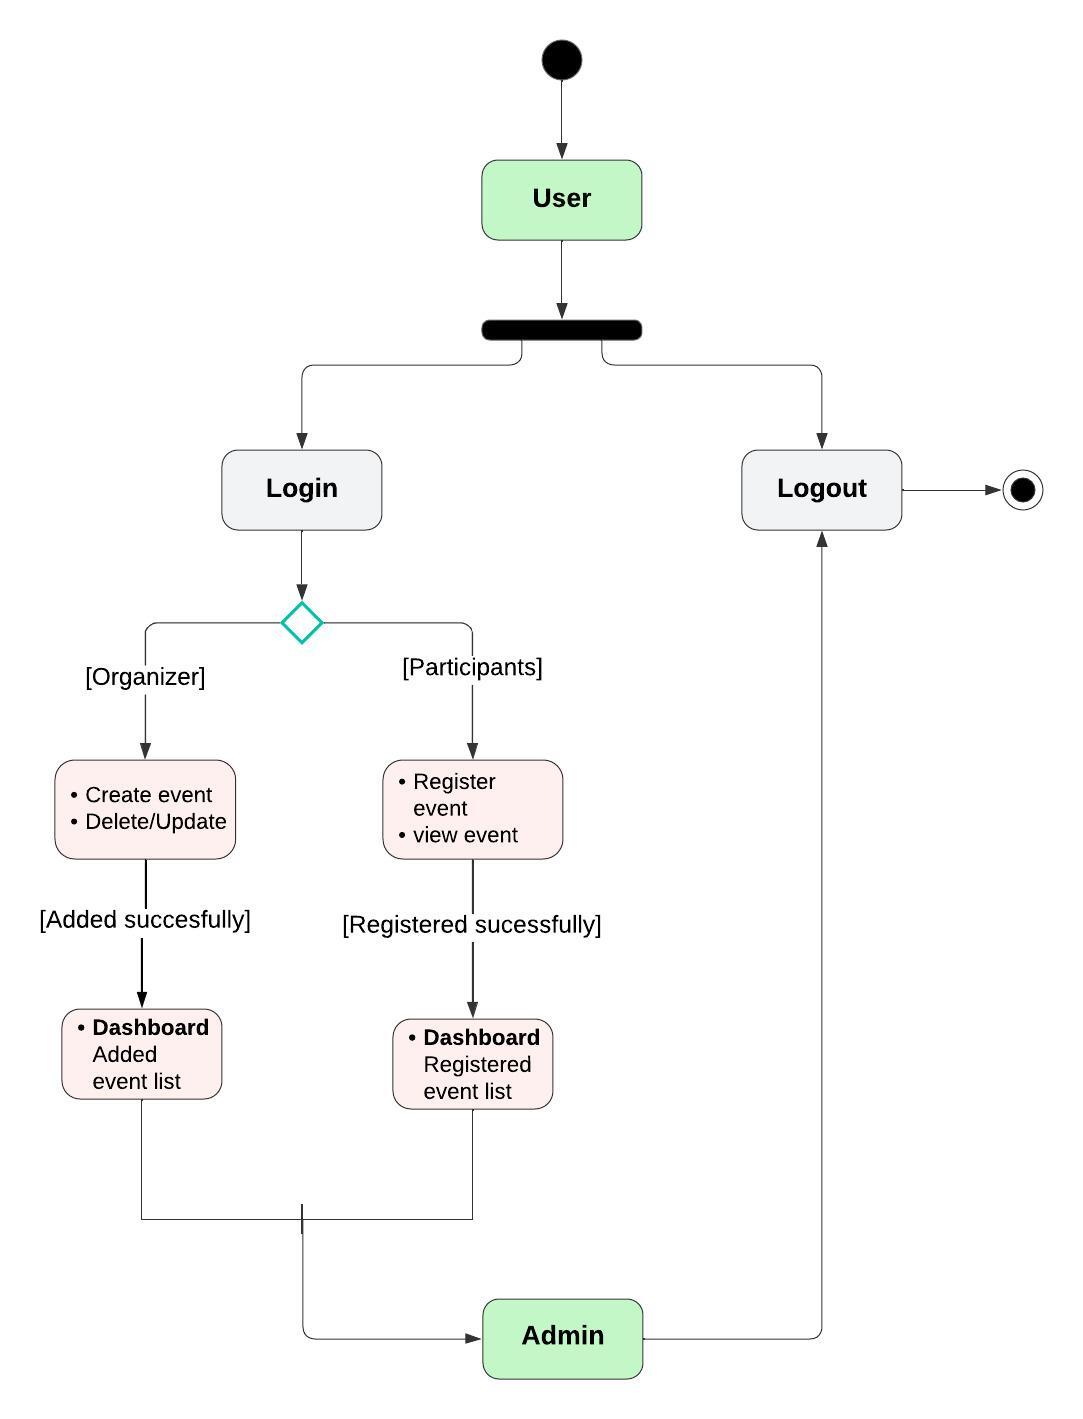 User
Login
Logout
[Organizer]
[Participants]
• Create event
• Delete/Update
• Register
event
• view event
[Added succesfully]
[Registered sucessfully]
• Dashboard
Added
event list
• Dashboard
Registered
event list
Admin